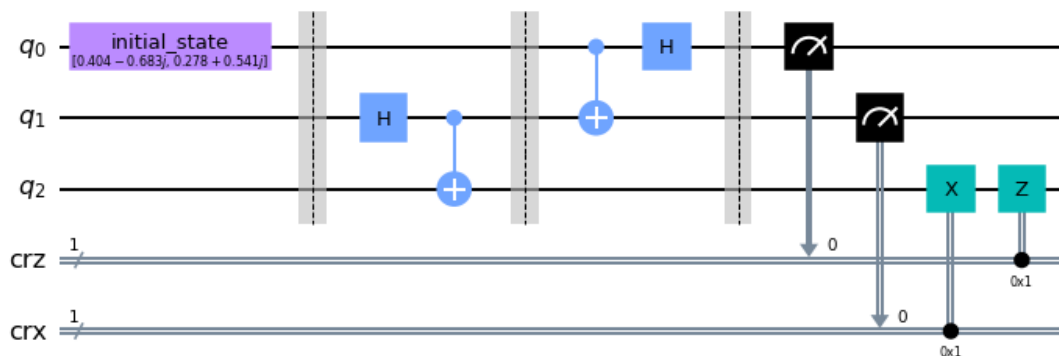 q0 initial_state H
[0.404 − 0.683j, 0.278 + 0.541j]
q1 H
q2 X Z
crz 1 0
0x1
crx 1 0
0x1